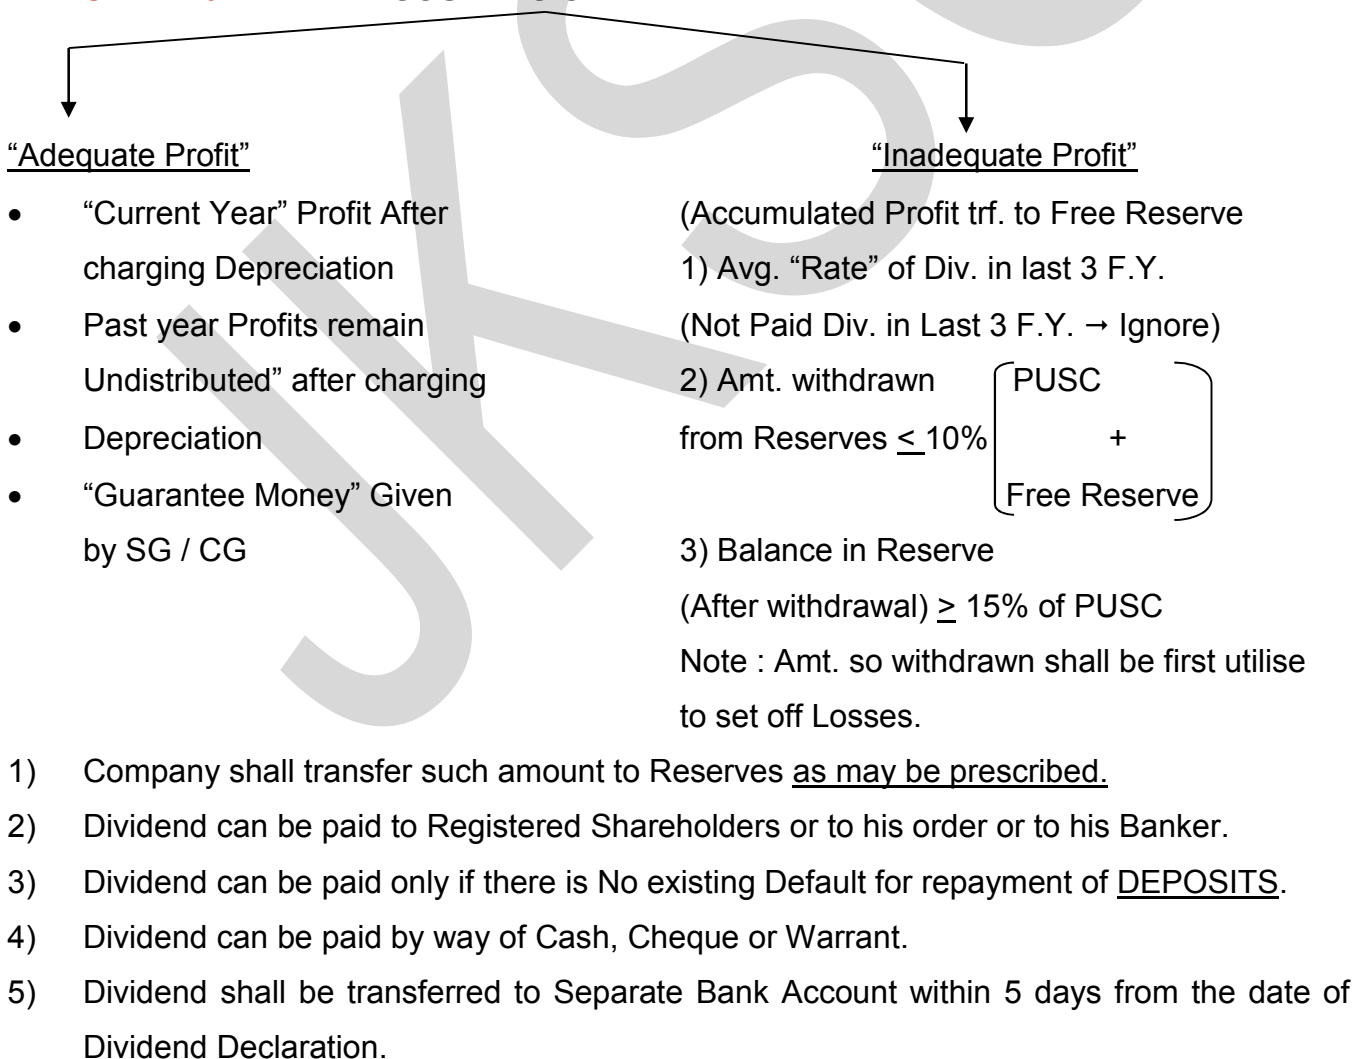 "Adequate Profit"
"Inadequate Profit"
• "Current Year" Profit After
charging Depreciation
• Past year Profits remain
Undistributed" after charging
• Depreciation
• "Guarantee Money" Given
by SG / CG
(Accumulated Profit trf. to Free Reserve
1) Avg. "Rate" of Div. in last 3 F.Y.
(Not Paid Div. in Last 3 F.Y. → Ignore)
2) Amt. withdrawn PUSC
from Reserves < 10% +
Free Reserve
3) Balance in Reserve
(After withdrawal) > 15% of PUSC
Note : Amt. so withdrawn shall be first utilise
to set off Losses.
1) Company shall transfer such amount to Reserves as may be prescribed.
2) Dividend can be paid to Registered Shareholders or to his order or to his Banker.
3) Dividend can be paid only if there is No existing Default for repayment of DEPOSITS.
4) Dividend can be paid by way of Cash, Cheque or Warrant.
5) Dividend shall be transferred to Separate Bank Account within 5 days from the date of
Dividend Declaration.